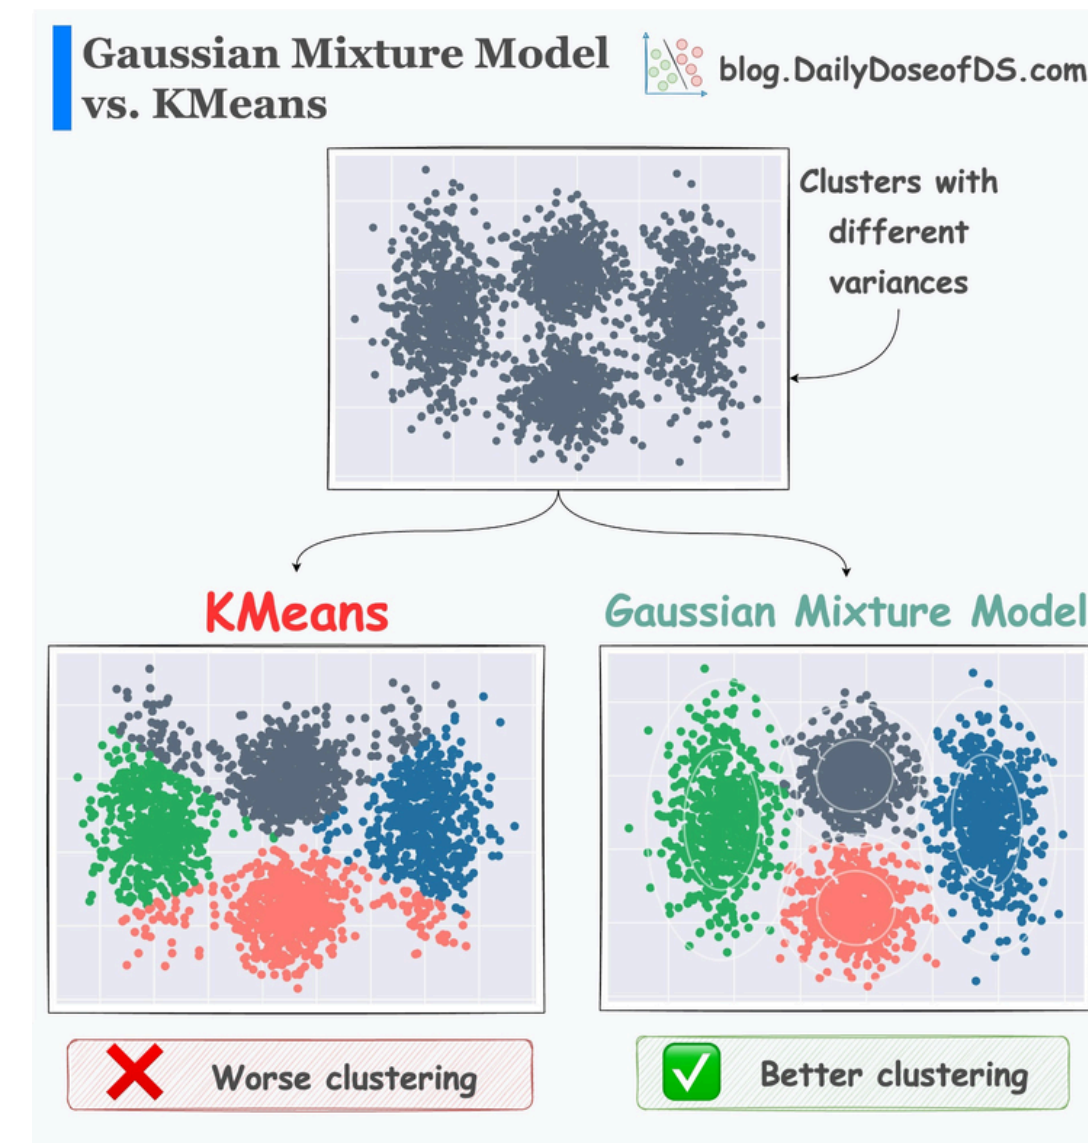 Gaussian Mixture Model
vs. KMeans
blog.DailyDoseofDS.com
Clusters with
different
variances
KMeans
Gaussian Mixture Model
Worse clustering
Better clustering